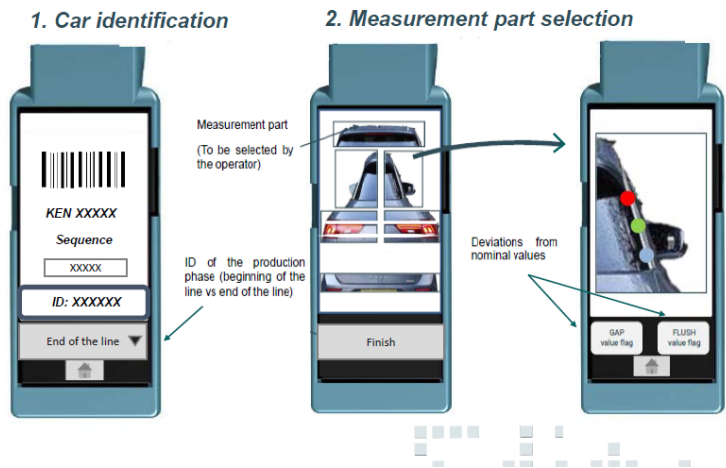 1. Car identification
2. Measurement part selection
KEN XXXXX
Sequence
XXXXX
ID: XXXXXX
End of the line
Measurement part
(To be selected by
the operator)
ID of the production
phase (beginning of the
line vs end of the line)
Finish
Deviations from
nominal values
GAP
value flag
FLUSH
value flag